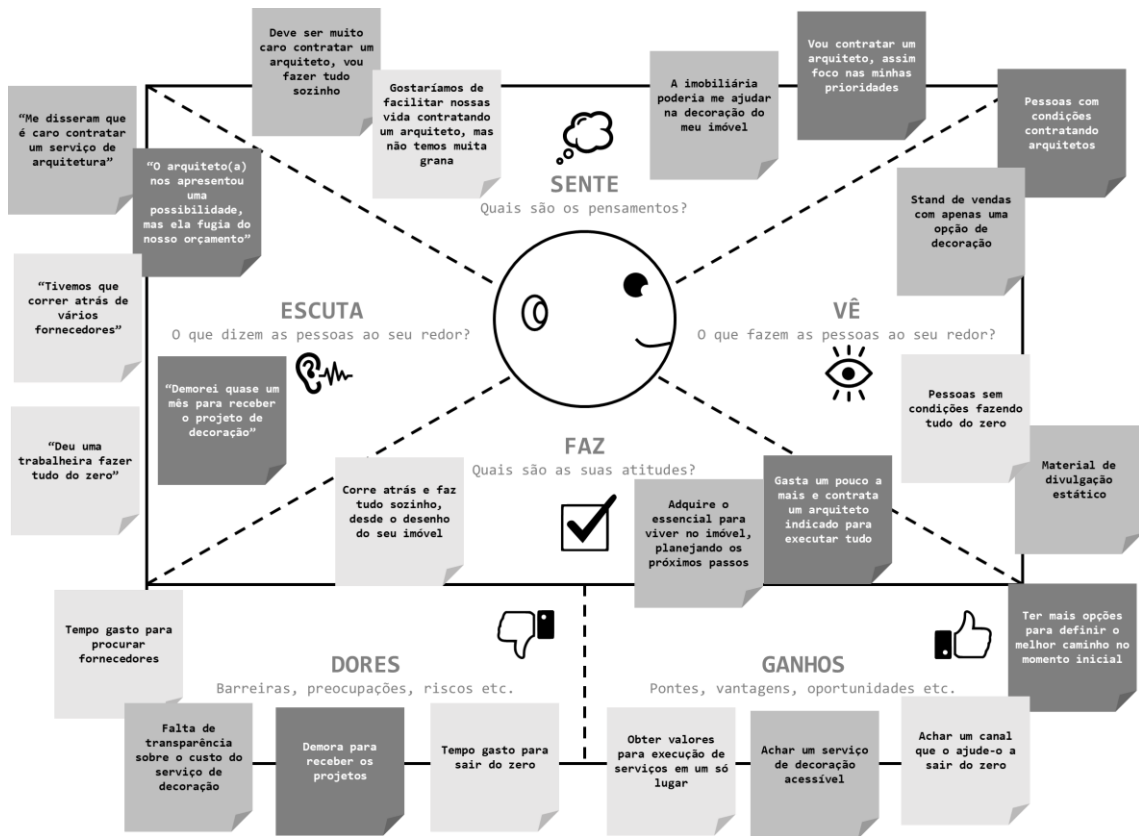 Deve ser muito
caro contratar um
arquiteto, vou
fazer tudo
sozinho
Gostaríamos de
facilitar nossas
vida contratando
um arquiteto, mas
não temos muita
grana
A imobiliária
poderia me ajudar
na decoração do
meu imóvel
Vou contratar um
arquiteto, assim
foco nas minhas
prioridades
SENTE
Quais são os pensamentos?
“Me disseram que
é caro contratar
um serviço de
arquitetura”
“O arquiteto(a)
nos apresentou
uma
possibilidade,
mas ela fugia do
nosso orçamento”
“Tivemos que
correr atrás de
vários
fornecedores”
ESCUTA
O que dizem as pessoas ao seu redor?
“Demorei quase um
mês para receber
o projeto de
decoração”
“Deu uma
trabalheira fazer
tudo do zero”
Pessoas com
condições
contratando
arquitetos
Stand de vendas
com apenas uma
opção de
decoração
VÊ
O que fazem as pessoas ao seu redor?
Pessoas sem
condições fazendo
tudo do zero
Material de
divulgação
estático
FAZ
Quais são as suas atitudes?
Corre atrás e faz
tudo sozinho,
desde o desenho
do seu imóvel
Adquire o
essencial para
viver no imóvel,
planejando os
próximos passos
Gasta um pouco a
mais e contrata
um arquiteto
indicado para
executar tudo
Tempo gasto para
procurar
fornecedores
DORES
Barreiras, preocupações, riscos etc.
Falta de
transparência
sobre o custo do
serviço de
decoração
Demora para
receber os
projetos
Tempo gasto para
sair do zero
GANHOS
Pontes, vantagens, oportunidades etc.
Ter mais opções
para definir o
melhor caminho no
momento inicial
Obter valores
para execução de
serviços em um só
lugar
Achar um serviço
de decoração
acessível
Achar um canal
que o ajude-o a
sair do zero